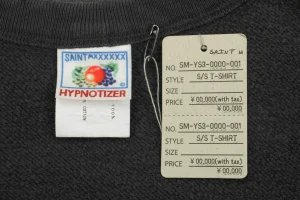 SAINT Mxxxxxx
HYPNOTIZER
SAINT M
NO. SM-YS3-0000-001
STYLE S/S T-SHIRT
SIZE
PRICE ¥00,000(with tax)
¥00,000
NO. SM-YS3-0000-001
STYLE S/S T-SHIRT
SIZE
PRICE ¥00,000(with tax)
¥00,000